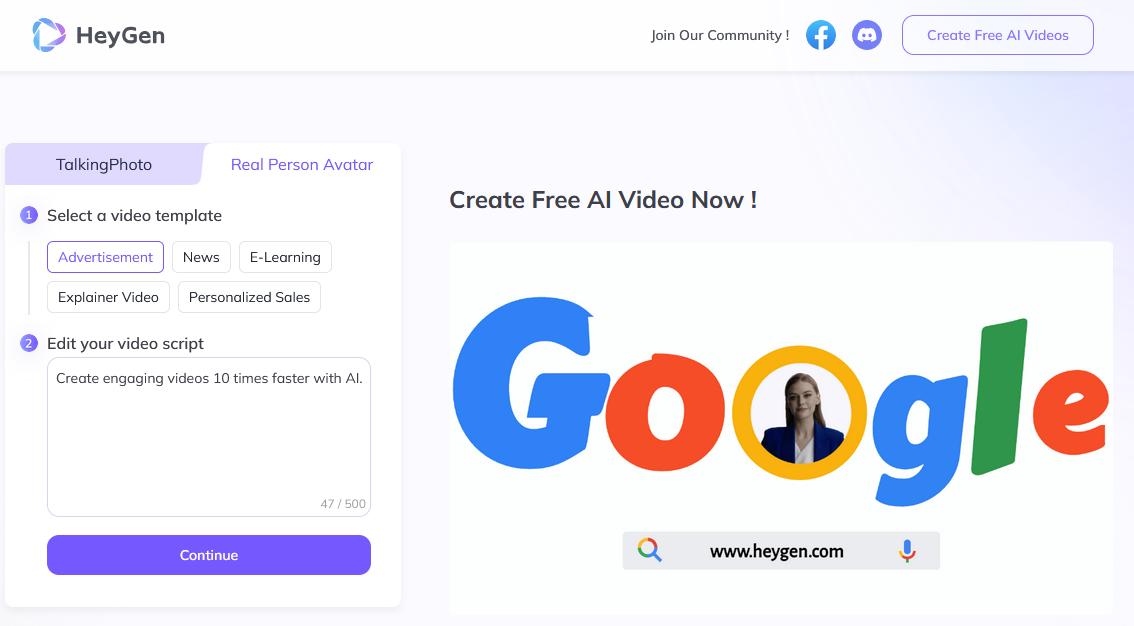 HeyGen
Join Our Community !
Create Free AI Videos
TalkingPhoto
Real Person Avatar
1 Select a video template
Advertisement
News
E-Learning
Explainer Video
Personalized Sales
2 Edit your video script
Create engaging videos 10 times faster with AI.
47 / 500
Continue
Create Free AI Video Now !
Google
www.heygen.com